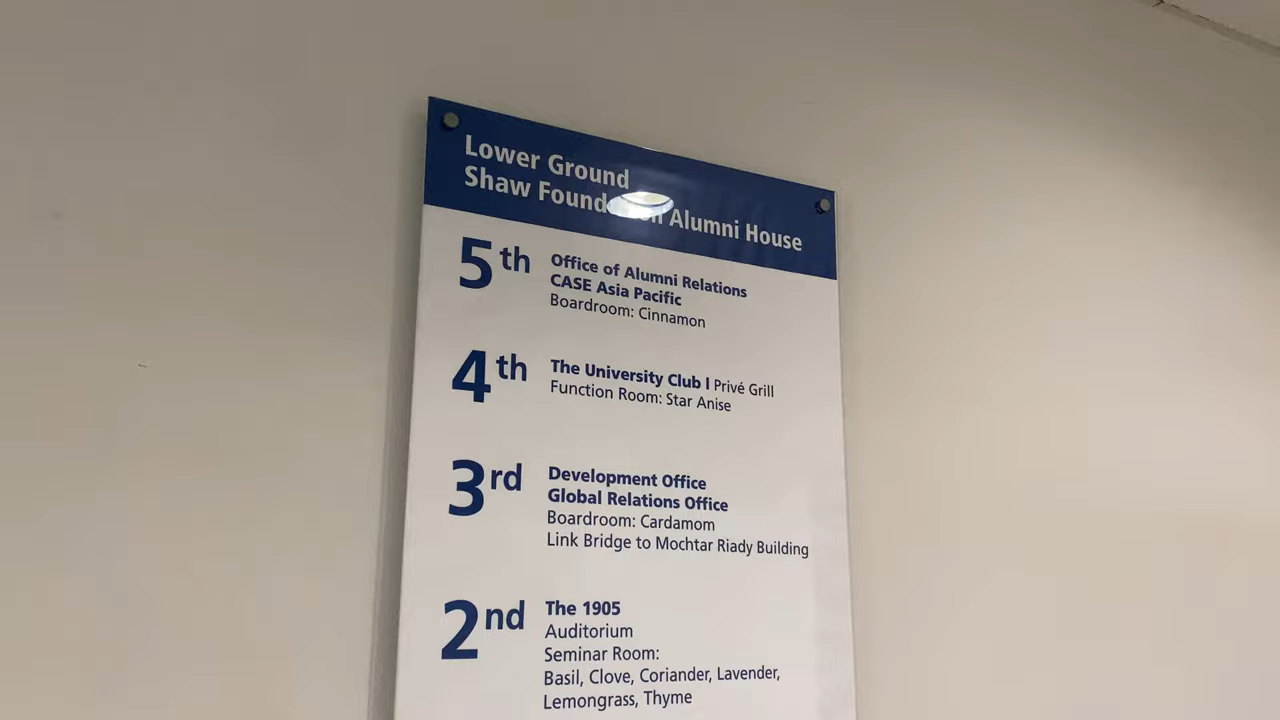 Lower Ground
Shaw Foundation Alumni House
5th
Office of Alumni Relations
CASE Asia Pacific
Boardroom: Cinnamon
4th
The University Club | Privé Grill
Function Room: Star Anise
3rd
Development Office
Global Relations Office
Boardroom: Cardamom
Link Bridge to Mochtar Riady Building
2nd
The 1905
Auditorium
Seminar Room:
Basil, Clove, Coriander, Lavender,
Lemongrass, Thyme